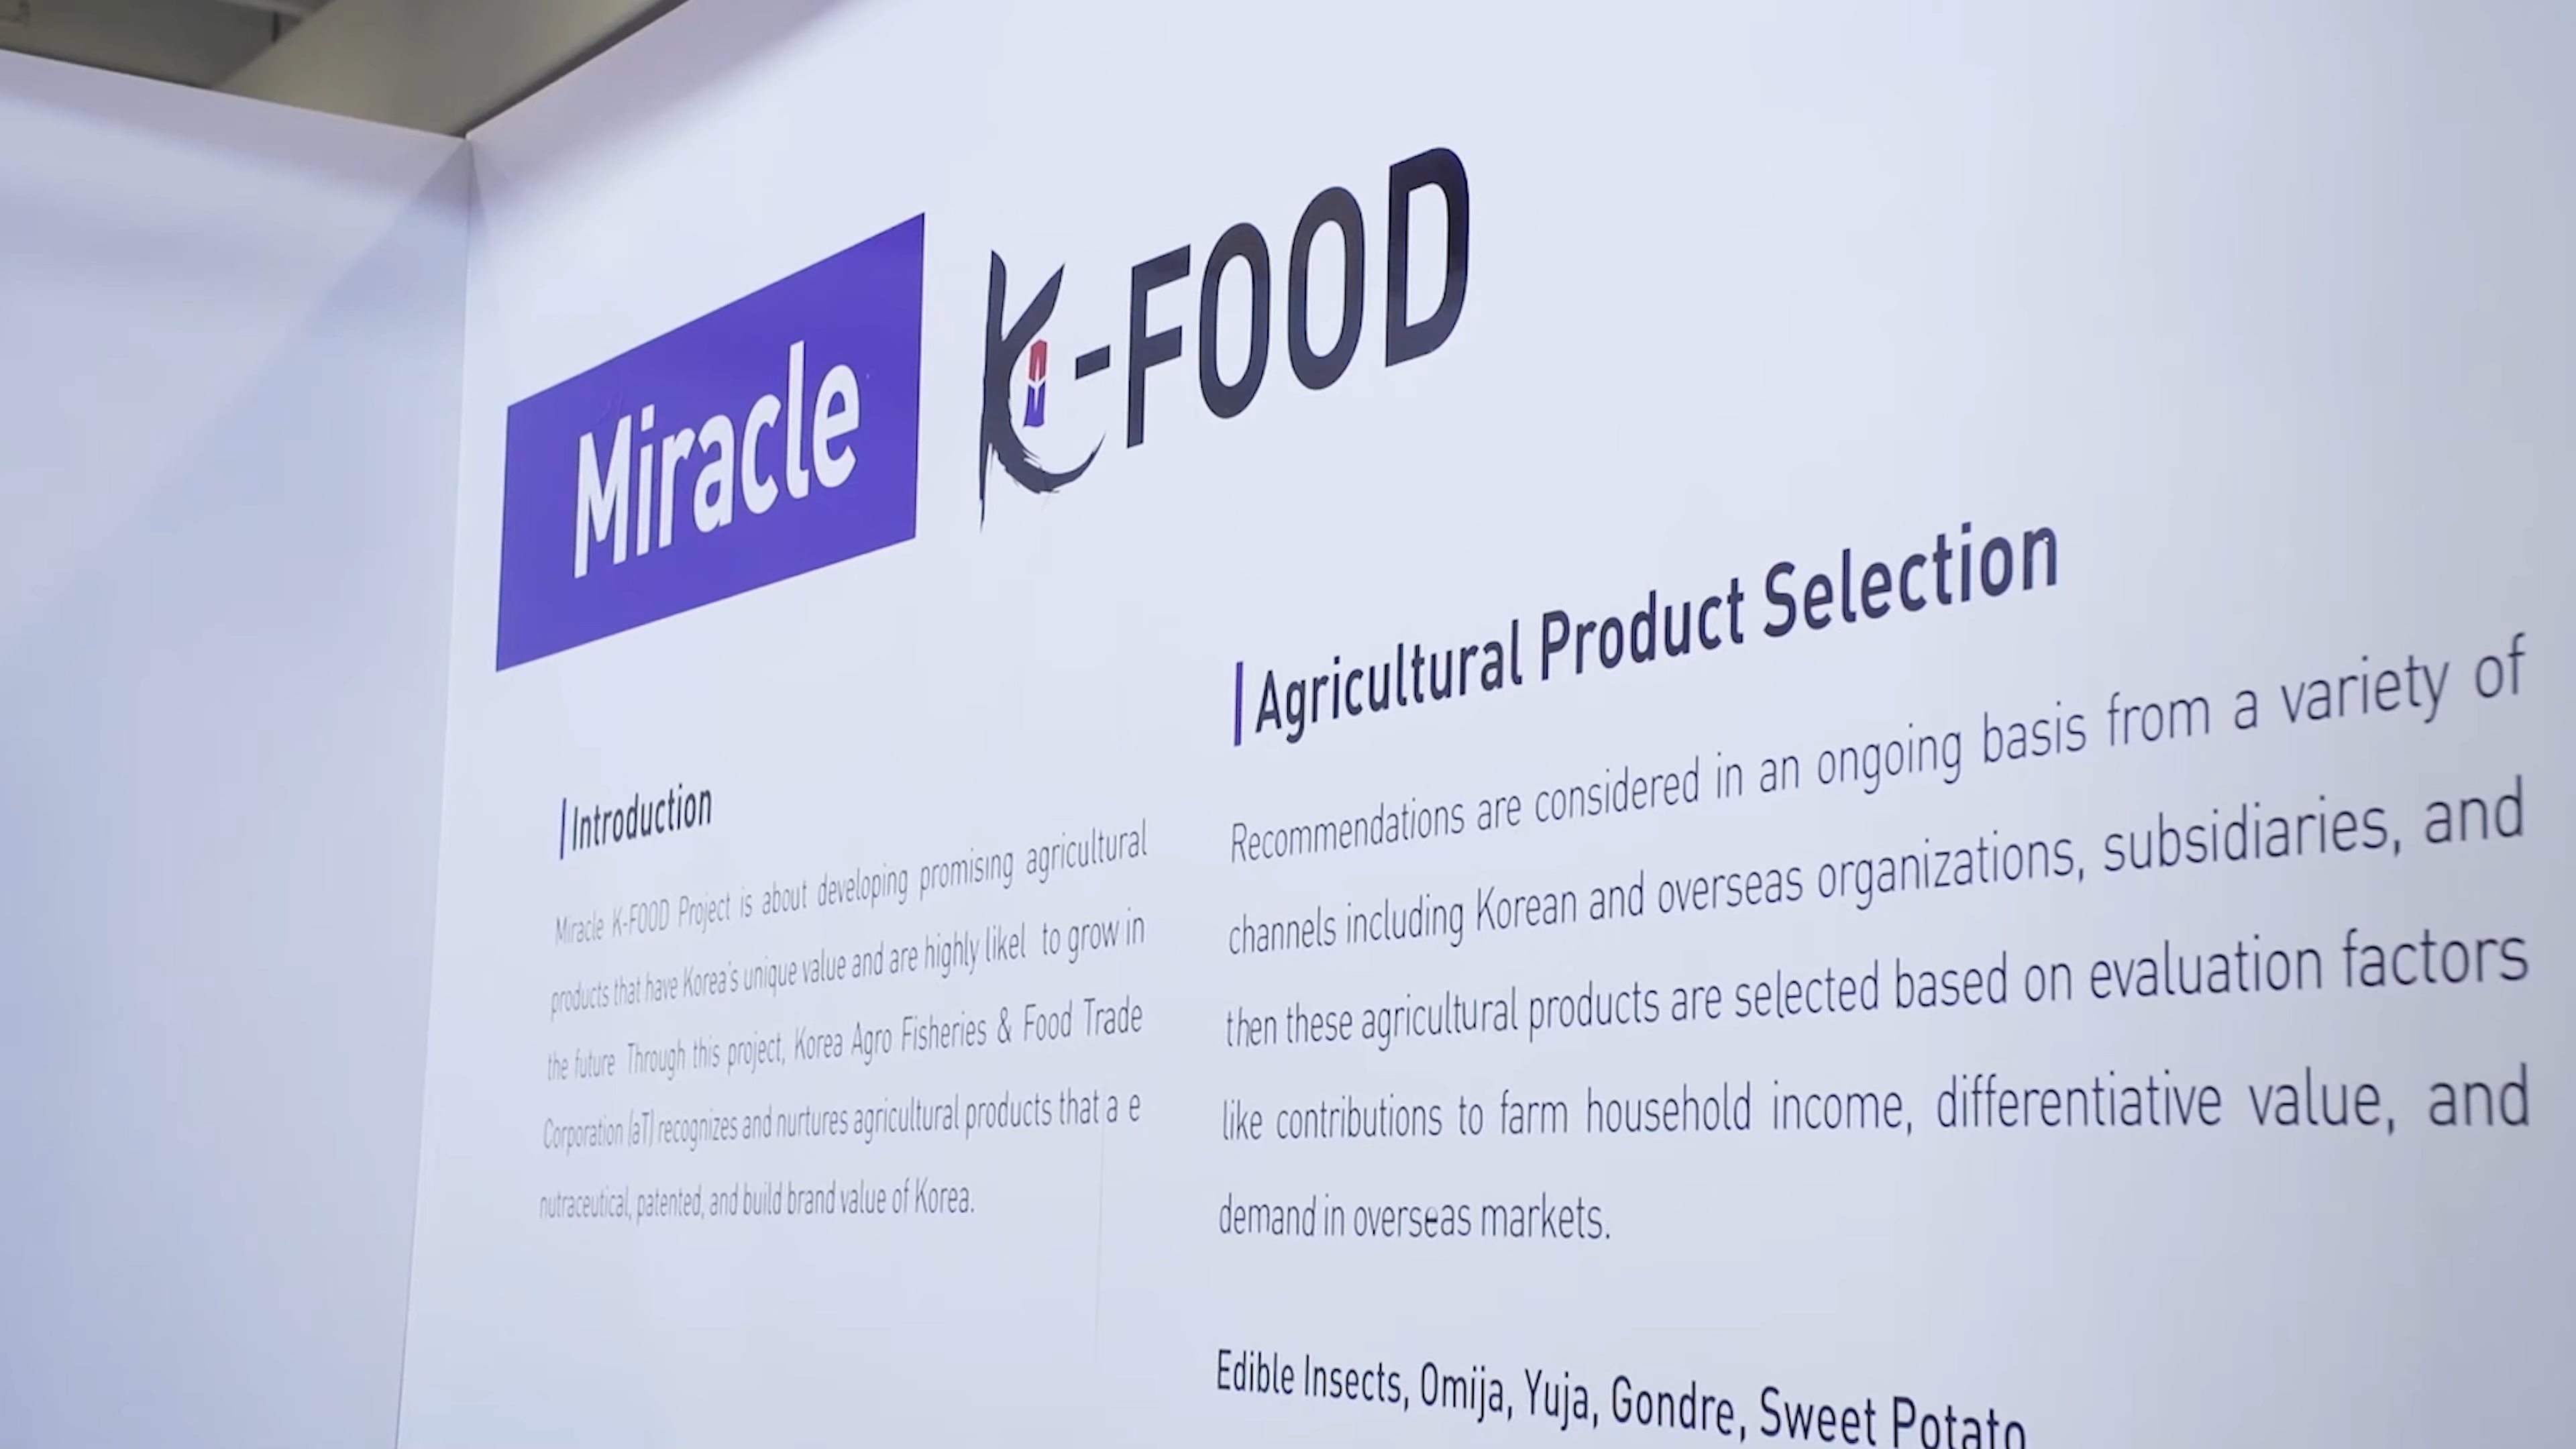 Miracle K-FOOD
Introduction
Miracle K-FOOD Project is about developing promising agricultural
products that have Korea's unique value and are highly likel to grow in
the future Through this project, Korea Agro Fisheries & Food Trade
Corporation (aT) recognizes and nurtures agricultural products that a e
nutraceutical, patented, and build brand value of Korea.
Agricultural Product Selection
Recommendations are considered in an ongoing basis from a variety of
channels including Korean and overseas organizations, subsidiaries, and
then these agricultural products are selected based on evaluation factors
like contributions to farm household income, differentiative value, and
demand in overseas markets.
Edible Insects, Omija, Yuja, Gondre, Sweet Potato